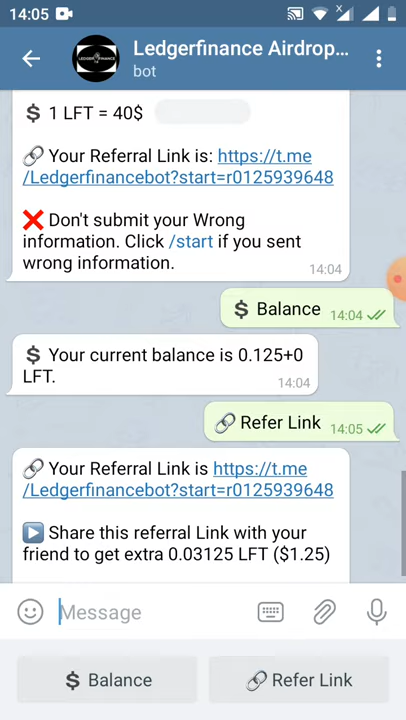 14:05
Ledgerfinance Airdrop...
bot
1 LFT = 40$
Your Referral Link is: https://t.me
/Ledgerfinancebot?start=r0125939648
Don't submit your Wrong
information. Click /start if you sent
wrong information.
14:04
$ Balance 14:04
$ Your current balance is 0.125+0
LFT.
14:04
Refer Link 14:05
Your Referral Link is https://t.me
/Ledgerfinancebot?start=r0125939648
Share this referral Link with your
friend to get extra 0.03125 LFT ($1.25)
Message
$ Balance
Refer Link